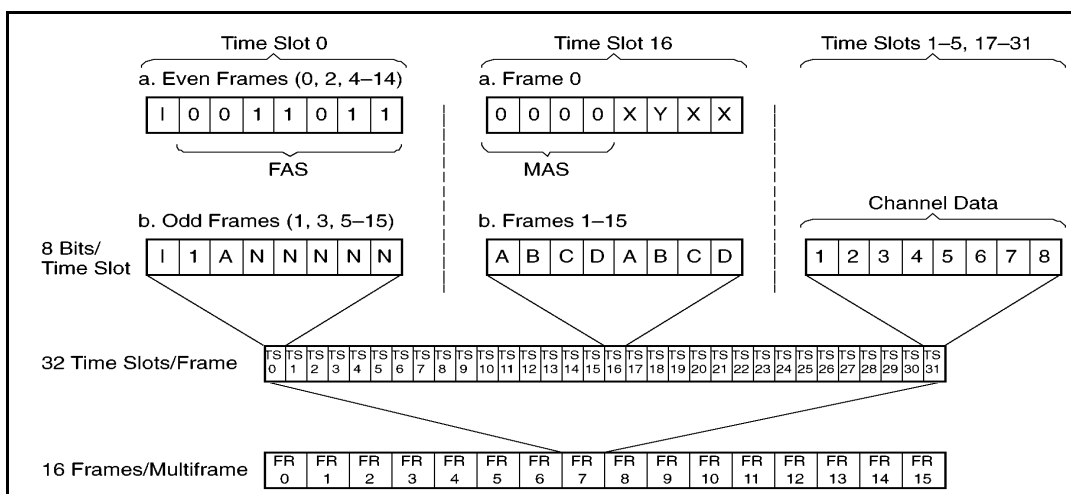 Time Slot 0
Time Slot 16
Time Slots 1–5, 17–31
a. Even Frames (0, 2, 4–14)
a. Frame 0
I 0 0 1 1 0 1 1
0 0 0 0 X Y X X
FAS
MAS
b. Odd Frames (1, 3, 5–15)
b. Frames 1–15
Channel Data
8 Bits/
Time Slot
I 1 A N N N N N
A B C D A B C D
1 2 3 4 5 6 7 8
32 Time Slots/Frame
TS TS TS TS TS TS TS TS TS TS TS TS TS TS TS TS TS TS TS TS TS TS TS TS TS TS TS TS TS TS TS TS
0 1 2 3 4 5 6 7 8 9 10 11 12 13 14 15 16 17 18 19 20 21 22 23 24 25 26 27 28 29 30 31
16 Frames/Multiframe
FR FR FR FR FR FR FR FR FR FR FR FR FR FR FR FR
0 1 2 3 4 5 6 7 8 9 10 11 12 13 14 15